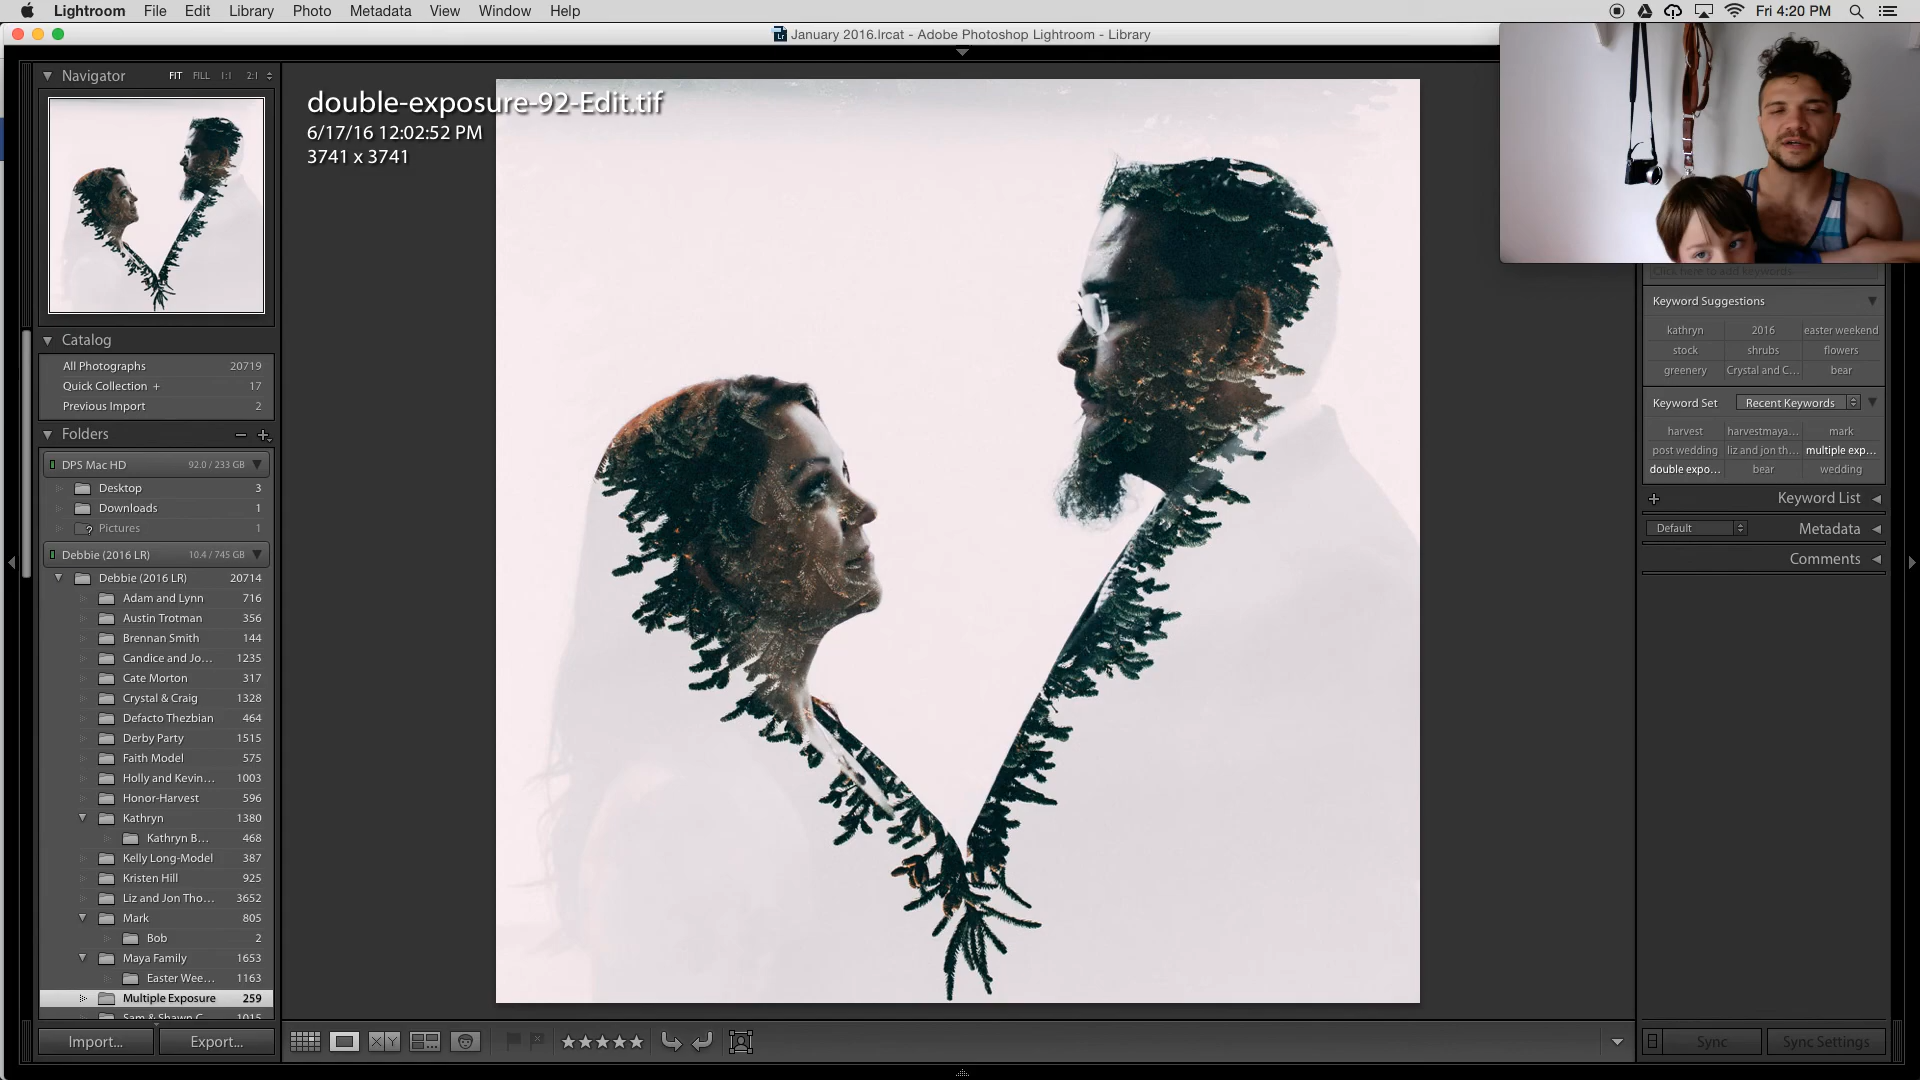 Lightroom File Edit Library Photo Metadata View Window Help Fri 4:20 PM
January 2016.lrcat - Adobe Photoshop Lightroom - Library
Navigator FIT FILL 1:1 2:1
double-exposure-92-Edit.tif
6/17/16 12:02:52 PM
3741 x 3741
Catalog
All Photographs 20719
Quick Collection + 17
Previous Import 2
Folders
DPS Mac HD 92.0 / 233 GB
Desktop 3
Downloads 1
Pictures 1
Debbie (2016 LR) 10.4 / 745 GB
Debbie (2016 LR) 20714
Adam and Lynn 716
Austin Trotman 356
Brennan Smith 144
Candice and Jo... 1235
Cate Morton 317
Crystal & Craig 1328
Defacto Thezbian 464
Derby Party 1515
Faith Model 575
Holly and Kevin... 1003
Honor-Harvest 596
Kathryn 1380
Kathryn B... 468
Kelly Long-Model 387
Kristen Hill 925
Liz and Jon Tho... 3652
Mark 805
Bob 2
Maya Family 1653
Easter Wee... 1163
Multiple Exposure 259
Sam & Shawn C 1015
Import... Export...
Click here to add keywords
Keyword Suggestions
kathryn 2016 easter weekend
stock shrubs flowers
greenery Crystal and C... bear
Keyword Set Recent Keywords
harvest harvestmaya... mark
post wedding liz and jon th... multiple exp...
double expo... bear wedding
Keyword List
Default Metadata
Comments
Sync Sync Settings